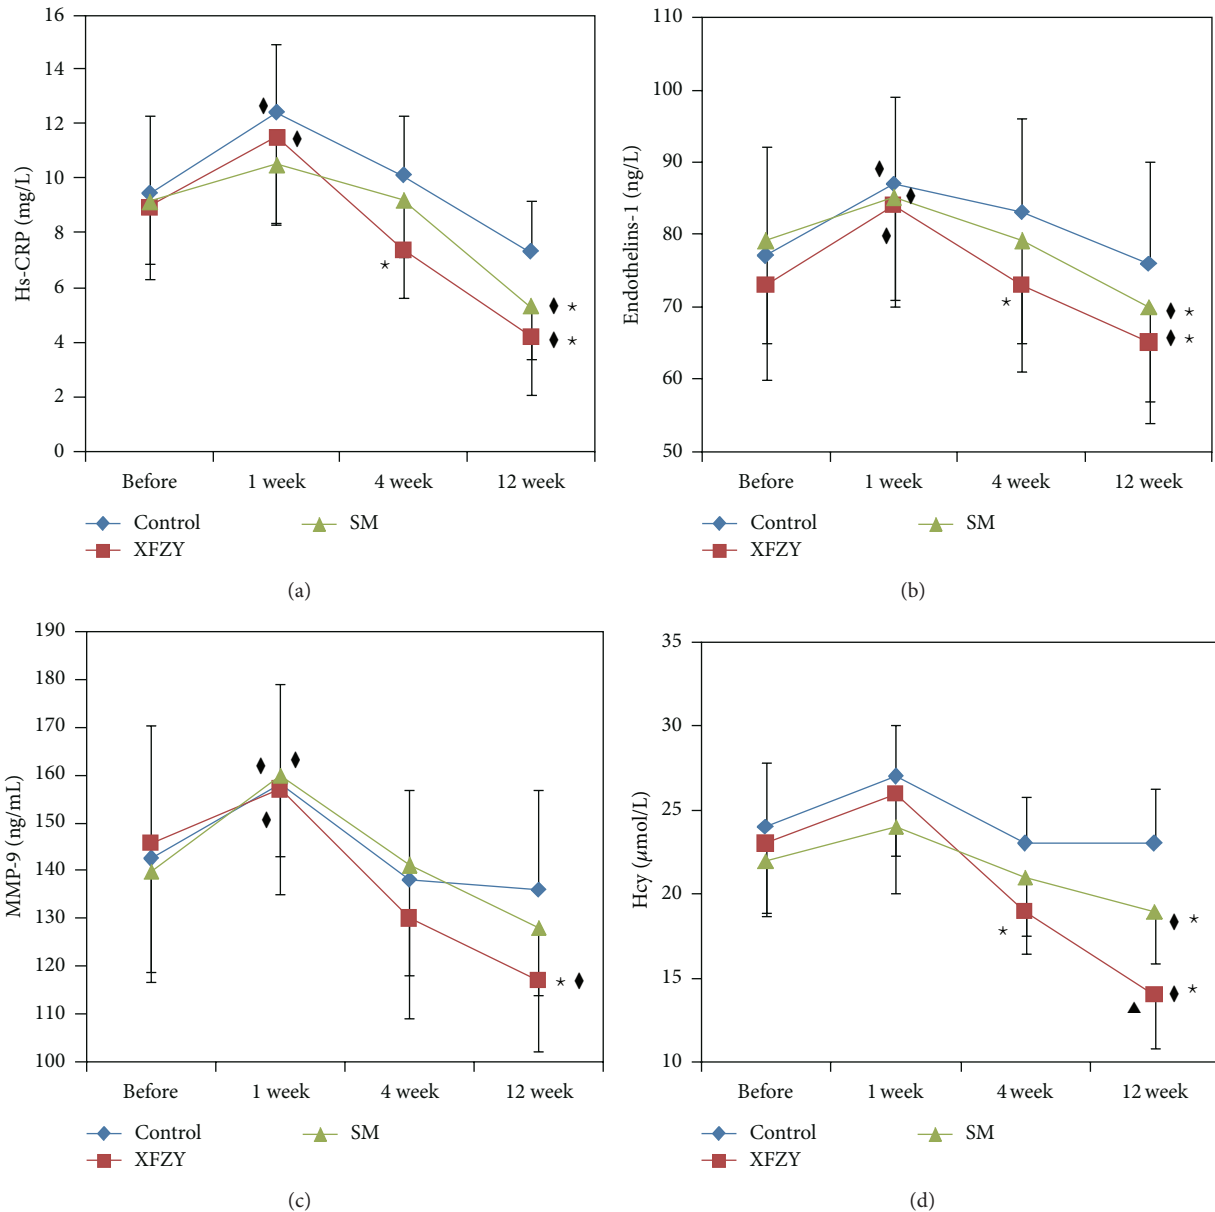 16
14
12
10
8
6
4
2
0
Hs-CRP (mg/L)
Before 1 week 4 week 12 week
Control SM
XFZY
(a)
110
100
90
80
70
60
50
Endothelins-1 (ng/L)
Before 1 week 4 week 12 week
Control SM
XFZY
(b)
190
180
170
160
150
140
130
120
110
100
MMP-9 (ng/mL)
Before 1 week 4 week 12 week
Control SM
XFZY
(c)
35
30
25
20
15
10
Hcy (μmol/L)
Before 1 week 4 week 12 week
Control SM
XFZY
(d)